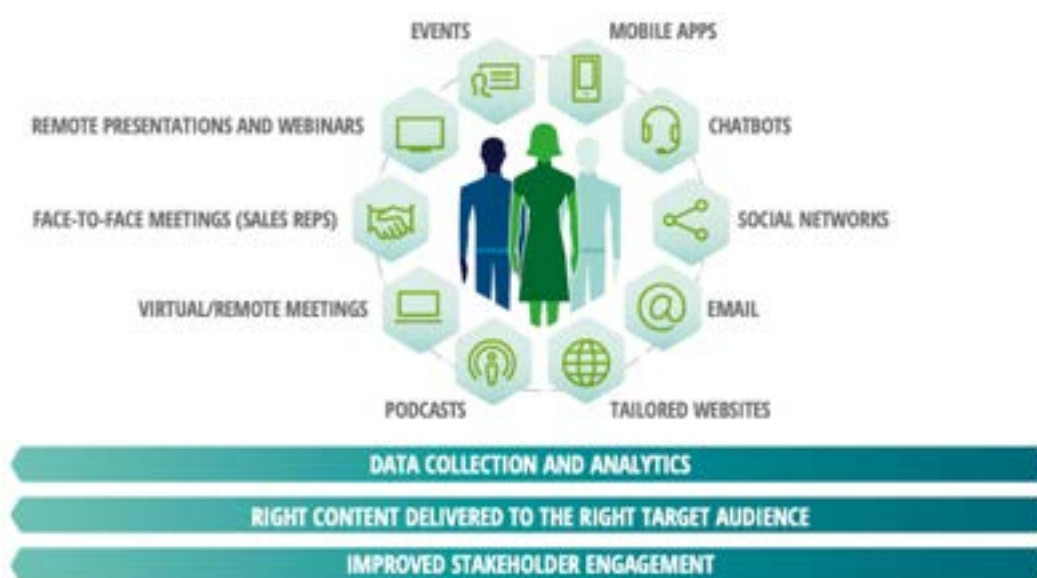 EVENTS
MOBILE APPS
REMOTE PRESENTATIONS AND WEBINARS
CHATBOTS
FACE-TO-FACE MEETINGS (SALES REPS)
SOCIAL NETWORKS
VIRTUAL/REMOTE MEETINGS
@
EMAIL
PODCASTS
TAILORED WEBSITES
DATA COLLECTION AND ANALYTICS
RIGHT CONTENT DELIVERED TO THE RIGHT TARGET AUDIENCE
IMPROVED STAKEHOLDER ENGAGEMENT